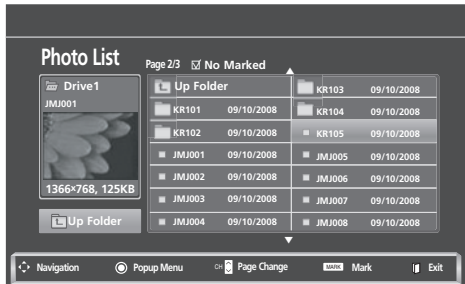 Photo List
Page 2/3 No Marked
Drive1
JMJ001
1366×768, 125KB
Up Folder
Up Folder
KR101 09/10/2008
KR102 09/10/2008
JMJ001 09/10/2008
JMJ002 09/10/2008
JMJ003 09/10/2008
JMJ004 09/10/2008
KR103 09/10/2008
KR104 09/10/2008
KR105 09/10/2008
JMJ005 09/10/2008
JMJ006 09/10/2008
JMJ007 09/10/2008
JMJ008 09/10/2008
Navigation Popup Menu CH Page Change MARK Mark Exit